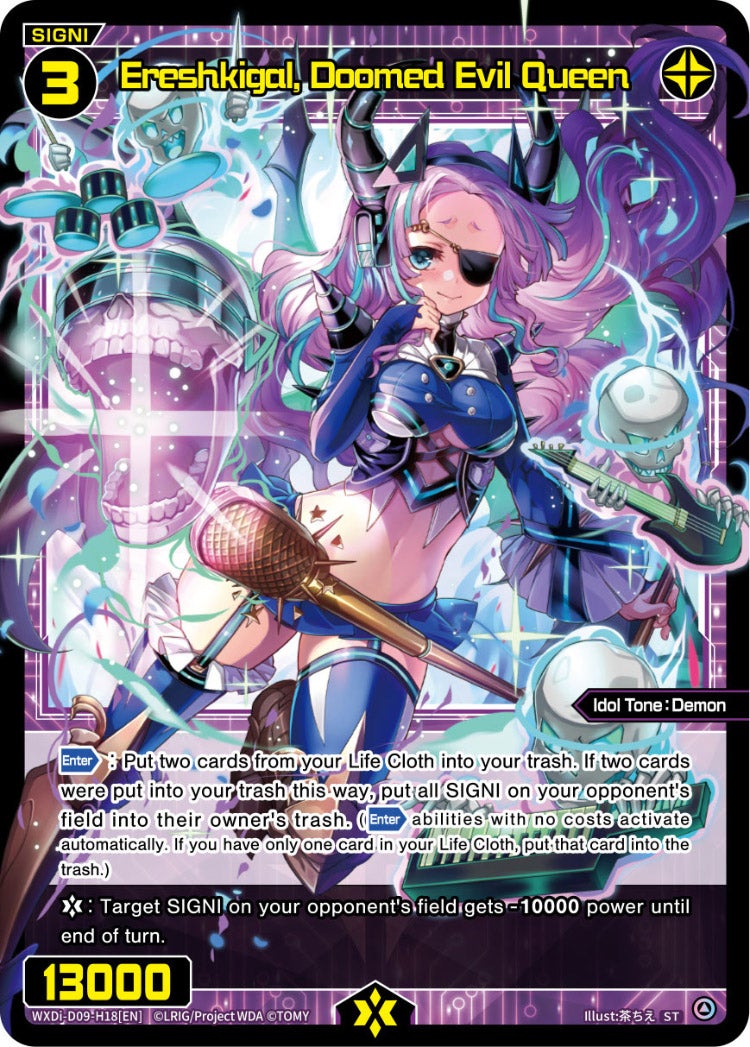 SIGNI
3
Ereshkigal, Doomed Evil Queen
Idol Tone:Demon
Enter : Put two cards from your Life Cloth into your trash. If two cards
were put into your trash this way, put all SIGNI on your opponent's
field into their owner's trash. (Enter abilities with no costs activate
automatically. If you have only one card in your Life Cloth, put that card into the
trash.)
: Target SIGNI on your opponent's field gets -10000 power until
end of turn.
13000
WXDi-D09-H18[EN] ©LRIG/Project WDA ©TOMY
Illust:茶ちえ ST